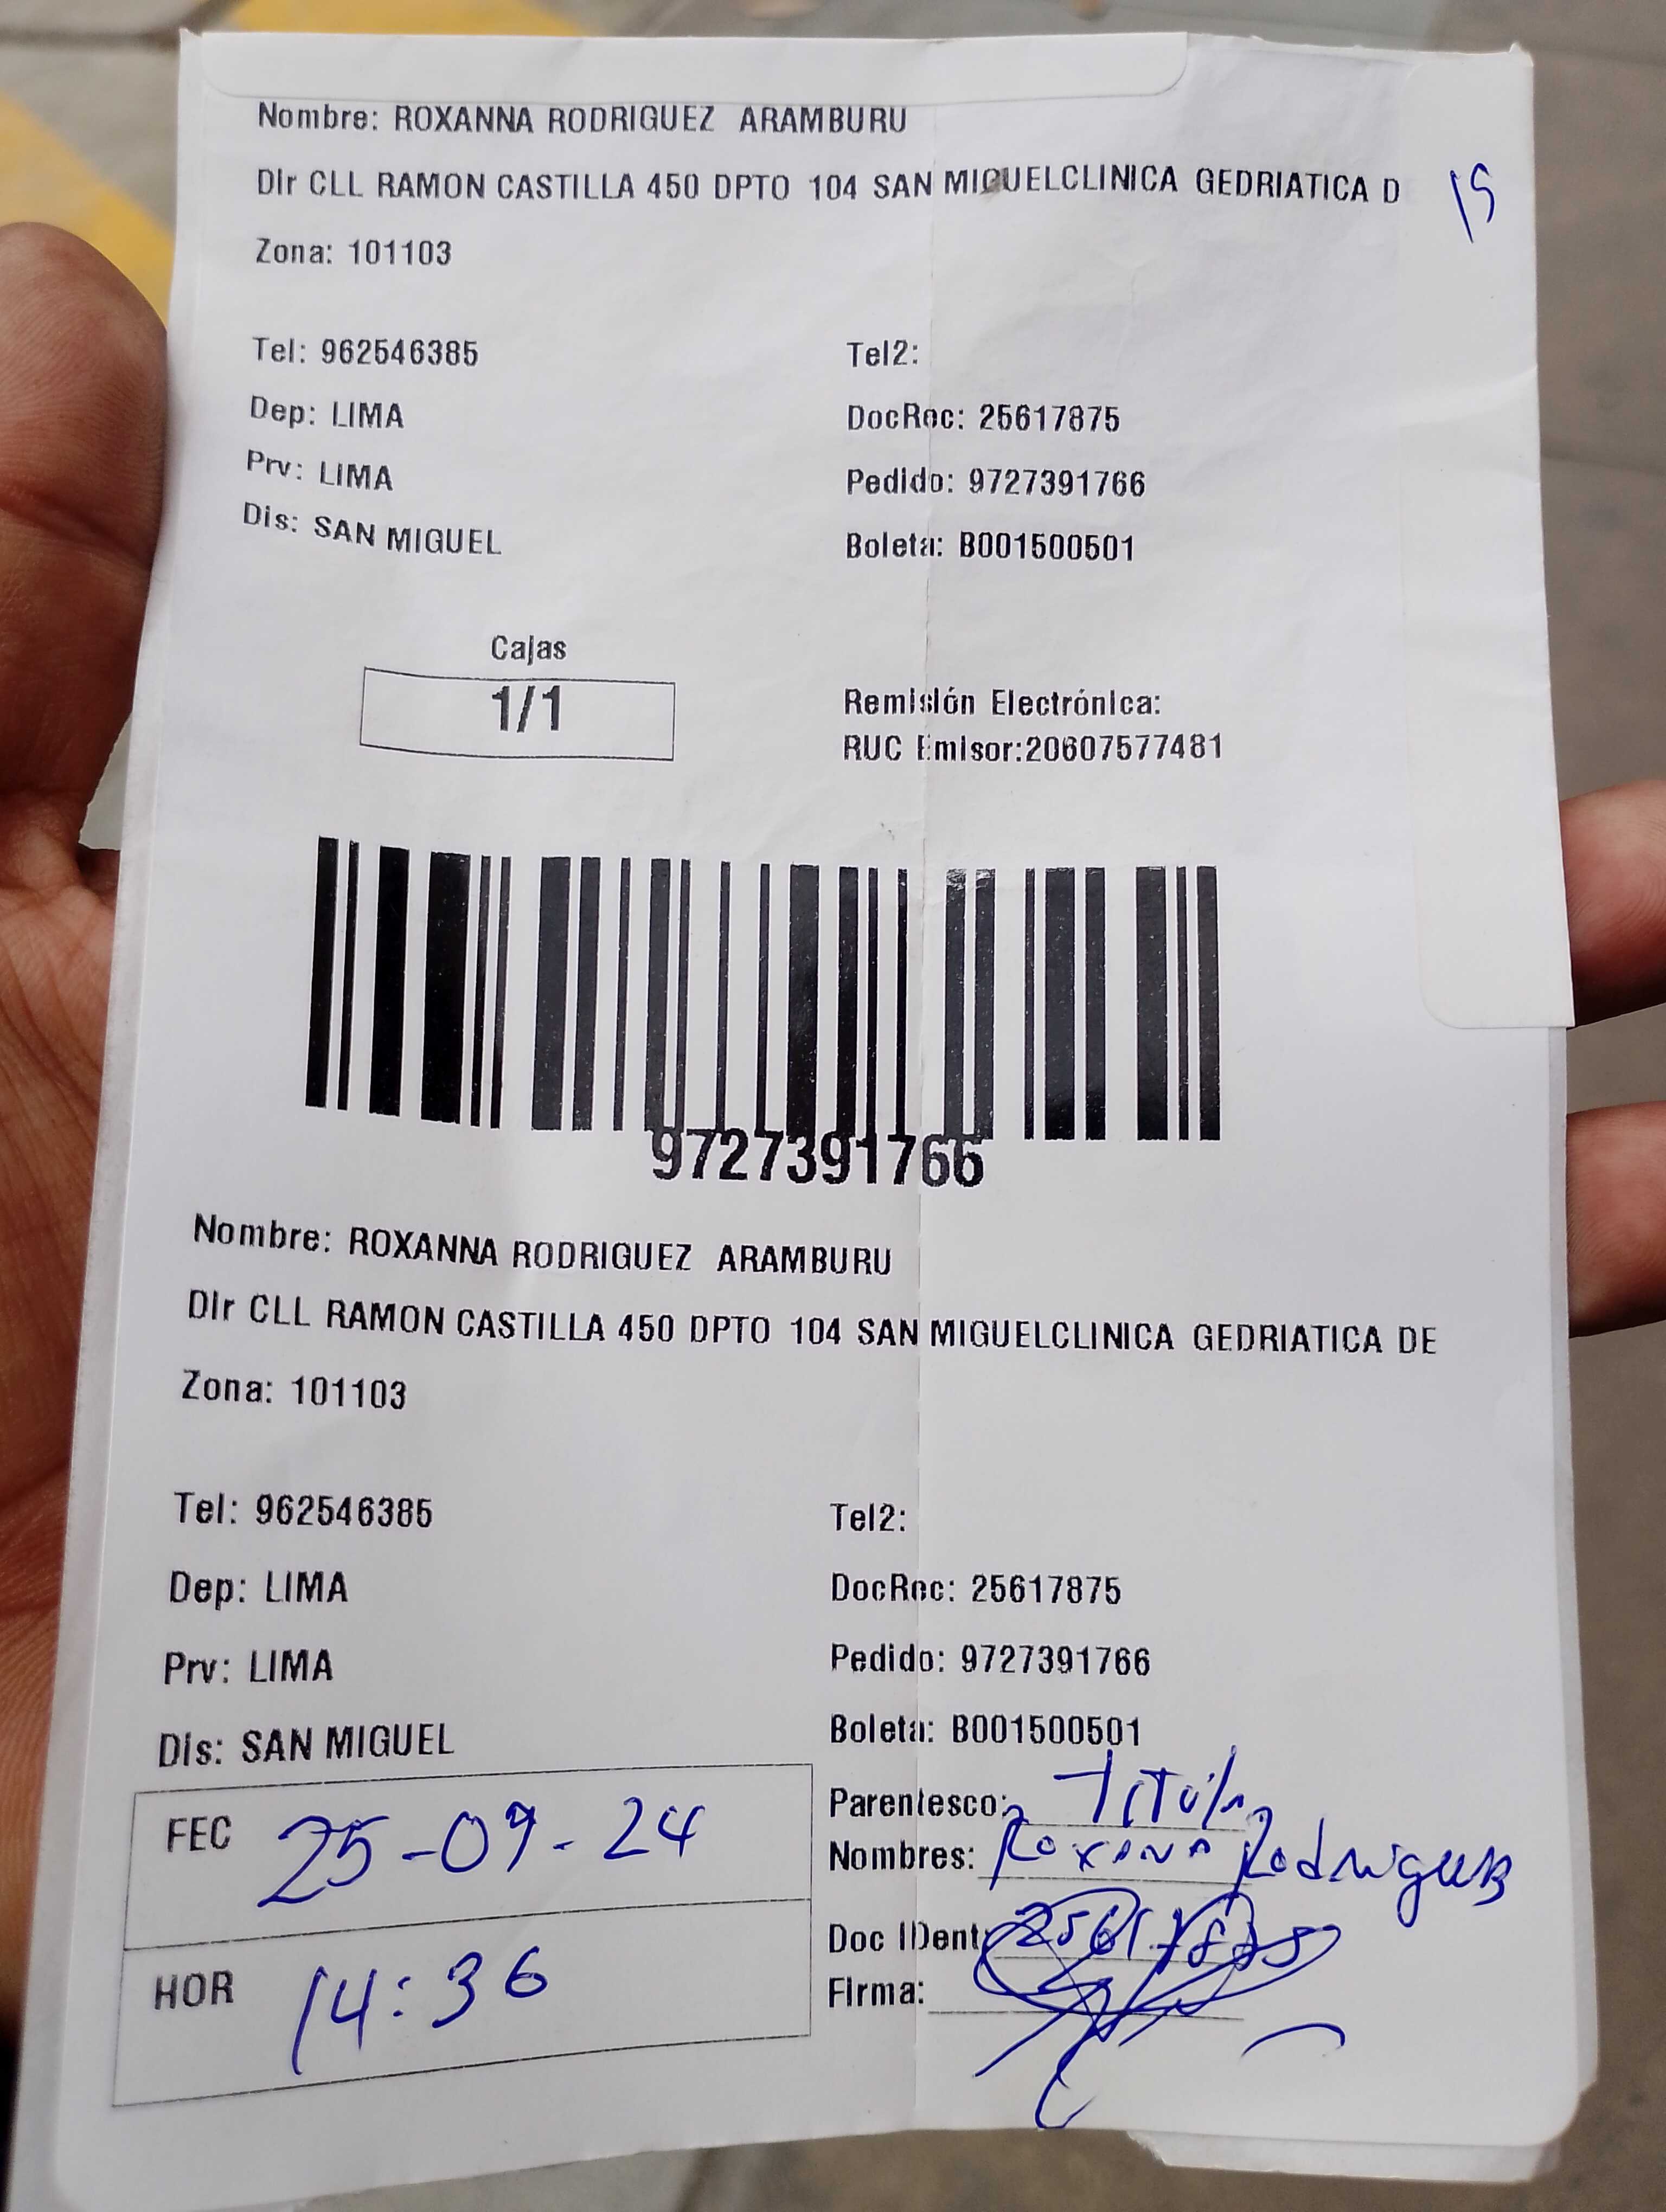 Nombre: ROXANNA RODRIGUEZ ARAMBURU
Dir CLL RAMON CASTILLA 450 DPTO 104 SAN MIGUELCLINICA GEDRIATICA D
15
Zona: 101103
Tel: 962546385 Tel2:
Dep: LIMA DocRec: 25617875
Prv: LIMA Pedido: 9727391766
Dis: SAN MIGUEL Boleta: B001500501
Cajas
1/1
Remisión Electrónica:
RUC Emisor:20607577481
9727391766
Nombre: ROXANNA RODRIGUEZ ARAMBURU
Dir CLL RAMON CASTILLA 450 DPTO 104 SAN MIGUELCLINICA GEDRIATICA DE
Zona: 101103
Tel: 962546385 Tel2:
Dep: LIMA DocRec: 25617875
Prv: LIMA Pedido: 9727391766
Dis: SAN MIGUEL Boleta: B001500501
FEC 25-09-24
HOR 14:36
Parentesco: Titular
Nombres: Roxana Rodriguez
Doc IDent: 25617875
Firma: